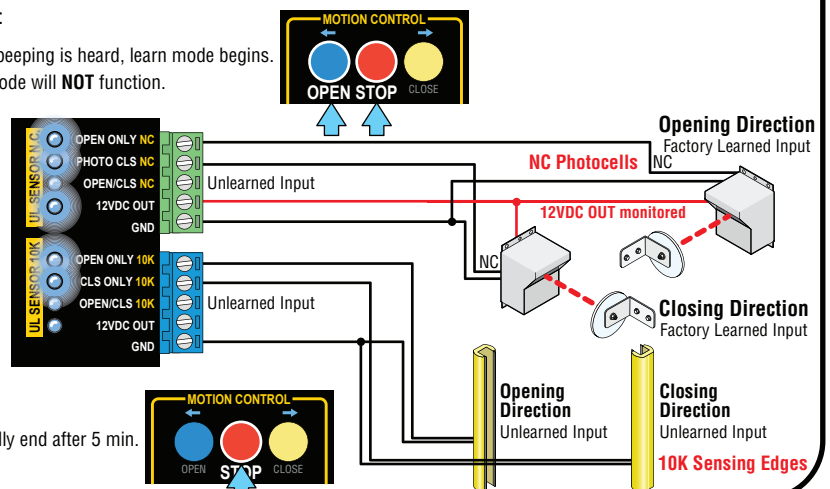 :
peeping is heard, learn mode begins.
ode will NOT function.
MOTION CONTROL
OPEN STOP CLOSE
UL SENSOR N.C.
OPEN ONLY NC
PHOTO CLS NC
OPEN/CLS NC
12VDC OUT
GND
Unlearned Input
NC Photocells
NC
Opening Direction
Factory Learned Input
12VDC OUT monitored
NC
Closing Direction
Factory Learned Input
UL SENSOR 10K
OPEN ONLY 10K
CLS ONLY 10K
OPEN/CLS 10K
12VDC OUT
GND
Unlearned Input
Opening
Direction
Unlearned Input
Closing
Direction
Unlearned Input
10K Sensing Edges
lly end after 5 min.
MOTION CONTROL
OPEN STOP CLOSE